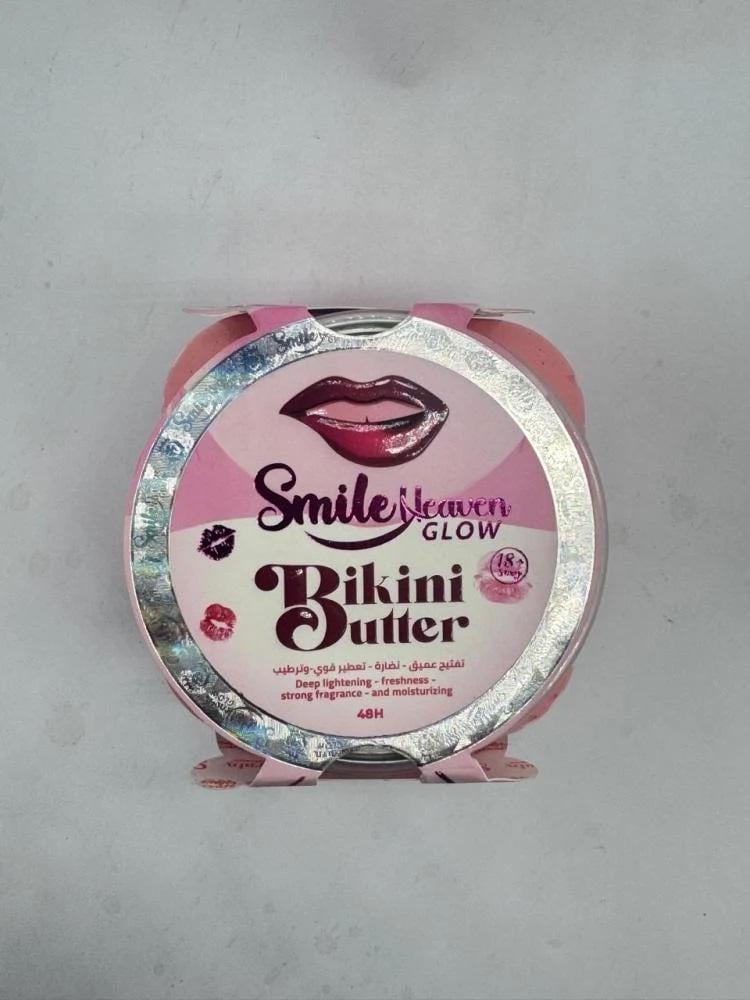 Smile
Smile Heaven
GLOW
18+
Bikini
Butter
تفتيح عميق - نضارة - تعطير قوي-وترطيب
Deep lightening - freshness -
strong fragrance - and moisturizing
48H